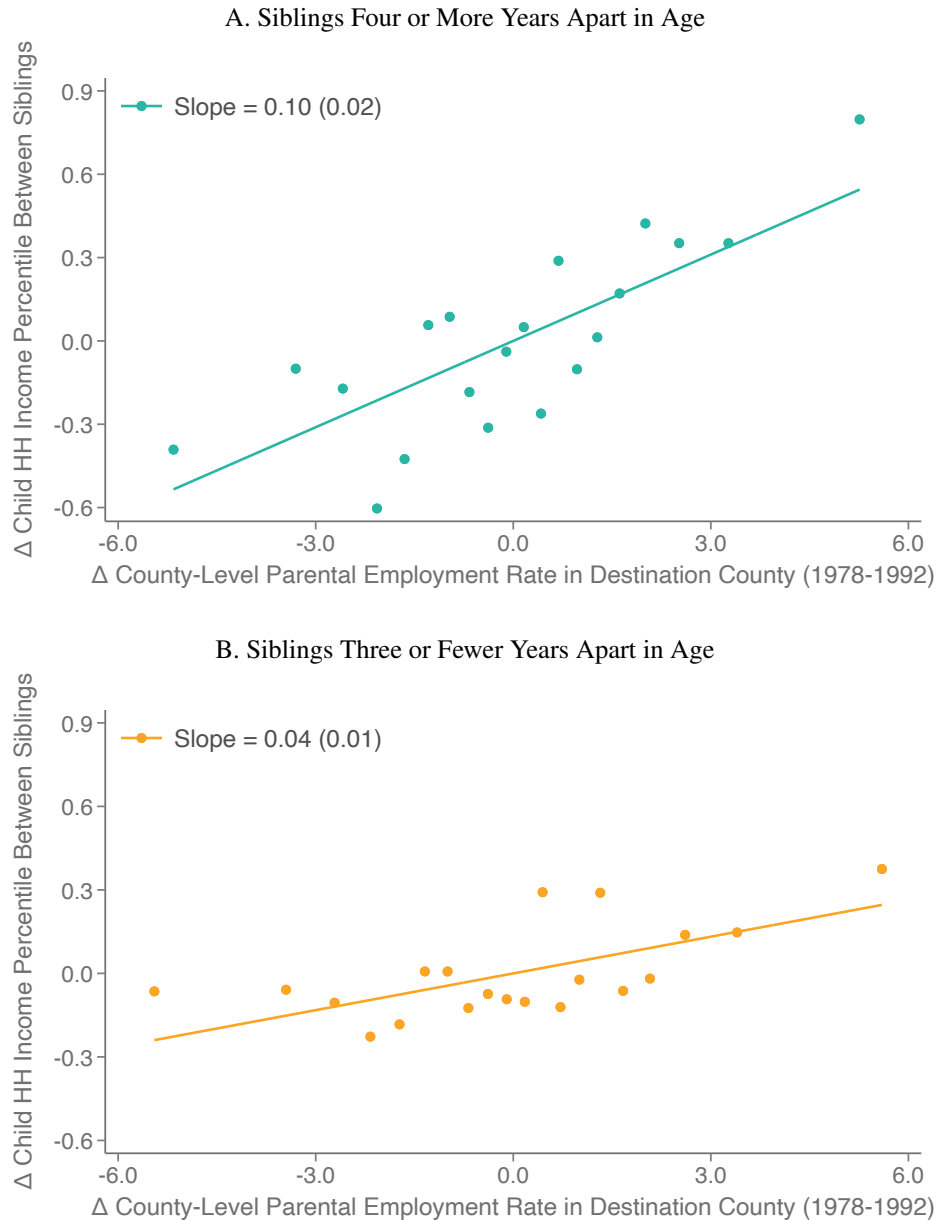 A. Siblings Four or More Years Apart in Age
Δ Child HH Income Percentile Between Siblings
0.9
0.6
0.3
0.0
-0.3
-0.6
Slope = 0.10 (0.02)
-6.0 -3.0 0.0 3.0 6.0
Δ County-Level Parental Employment Rate in Destination County (1978-1992)
B. Siblings Three or Fewer Years Apart in Age
Δ Child HH Income Percentile Between Siblings
0.9
0.6
0.3
0.0
-0.3
-0.6
Slope = 0.04 (0.01)
-6.0 -3.0 0.0 3.0 6.0
Δ County-Level Parental Employment Rate in Destination County (1978-1992)